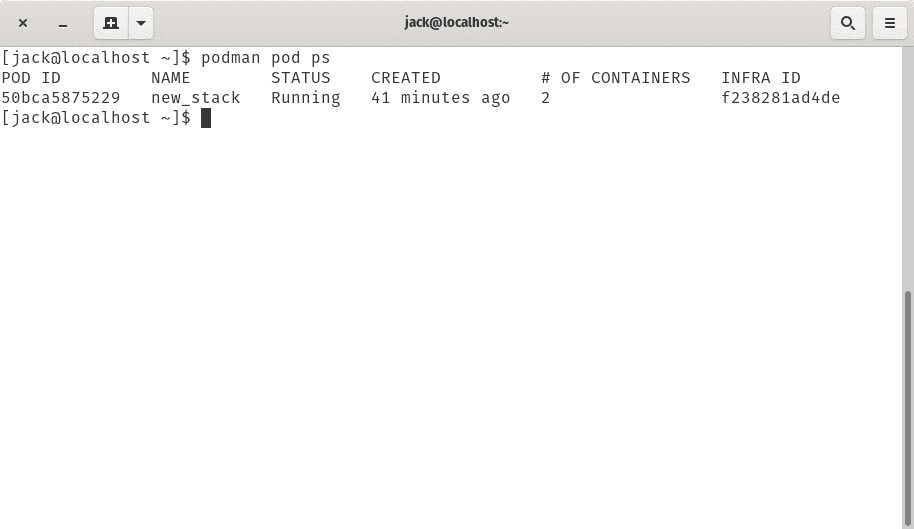 jack@localhost:~
[jack@localhost ~]$ podman pod ps
POD ID         NAME        STATUS    CREATED          # OF CONTAINERS   INFRA ID
50bca5875229   new_stack   Running   41 minutes ago   2                 f238281ad4de
[jack@localhost ~]$